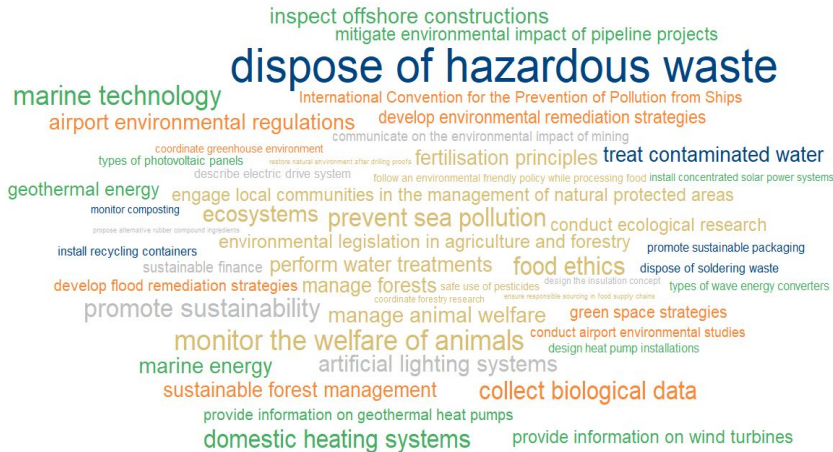 inspect offshore constructions
mitigate environmental impact of pipeline projects
dispose of hazardous waste
marine technology
International Convention for the Prevention of Pollution from Ships
airport environmental regulations
develop environmental remediation strategies
communicate on the environmental impact of mining
coordinate greenhouse environment
types of photovoltaic panels
restore natural environment after drilling proofs
fertilisation principles
treat contaminated water
describe electric drive system
follow an environmental friendly policy while processing food
install concentrated solar power systems
geothermal energy
engage local communities in the management of natural protected areas
monitor composting
ecosystems
prevent sea pollution
conduct ecological research
propose alternative rubber compound ingredients
environmental legislation in agriculture and forestry
promote sustainable packaging
install recycling containers
sustainable finance
perform water treatments
food ethics
dispose of soldering waste
develop flood remediation strategies
manage forests
safe use of pesticides
design the insulation concept
types of wave energy converters
coordinate forestry research
ensure responsible sourcing in food supply chains
promote sustainability
manage animal welfare
green space strategies
monitor the welfare of animals
conduct airport environmental studies
design heat pump installations
marine energy
artificial lighting systems
sustainable forest management
collect biological data
provide information on geothermal heat pumps
domestic heating systems
provide information on wind turbines